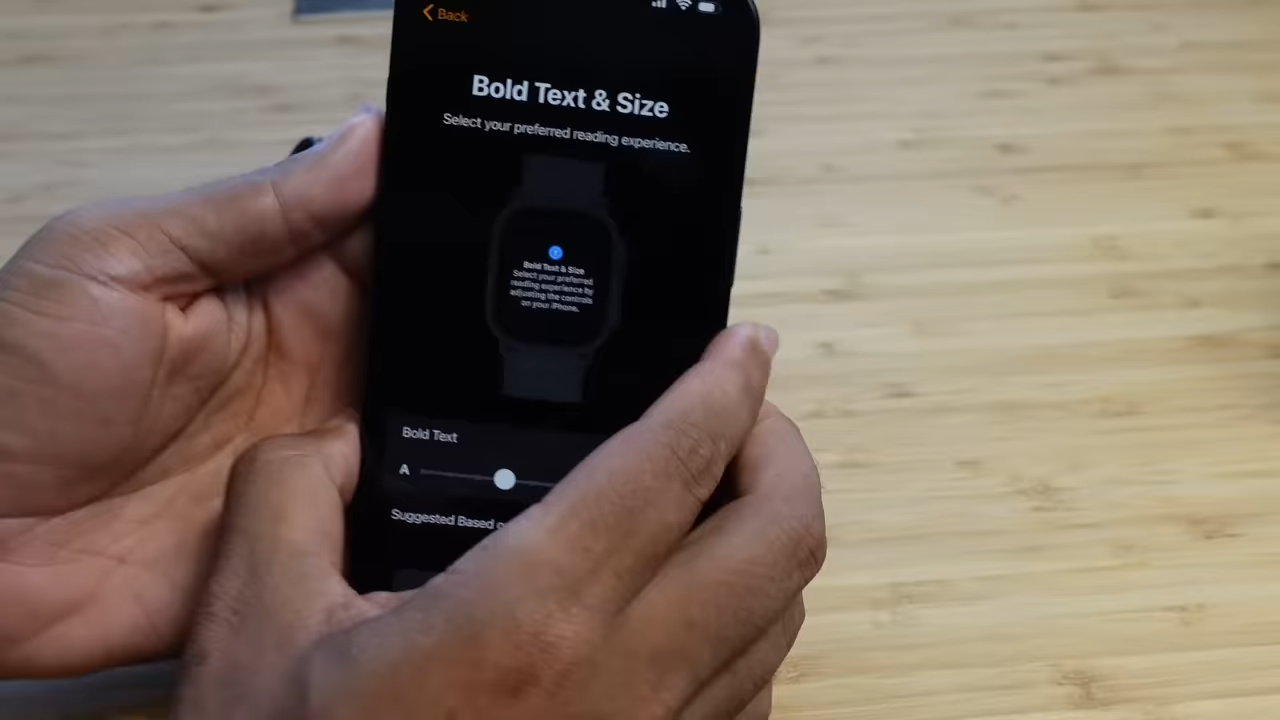 Back
Bold Text & Size
Select your preferred reading experience.
Bold Text & Size
Select your preferred
reading experience by
adjusting the controls
on your iPhone.
Bold Text
A
Suggested Based